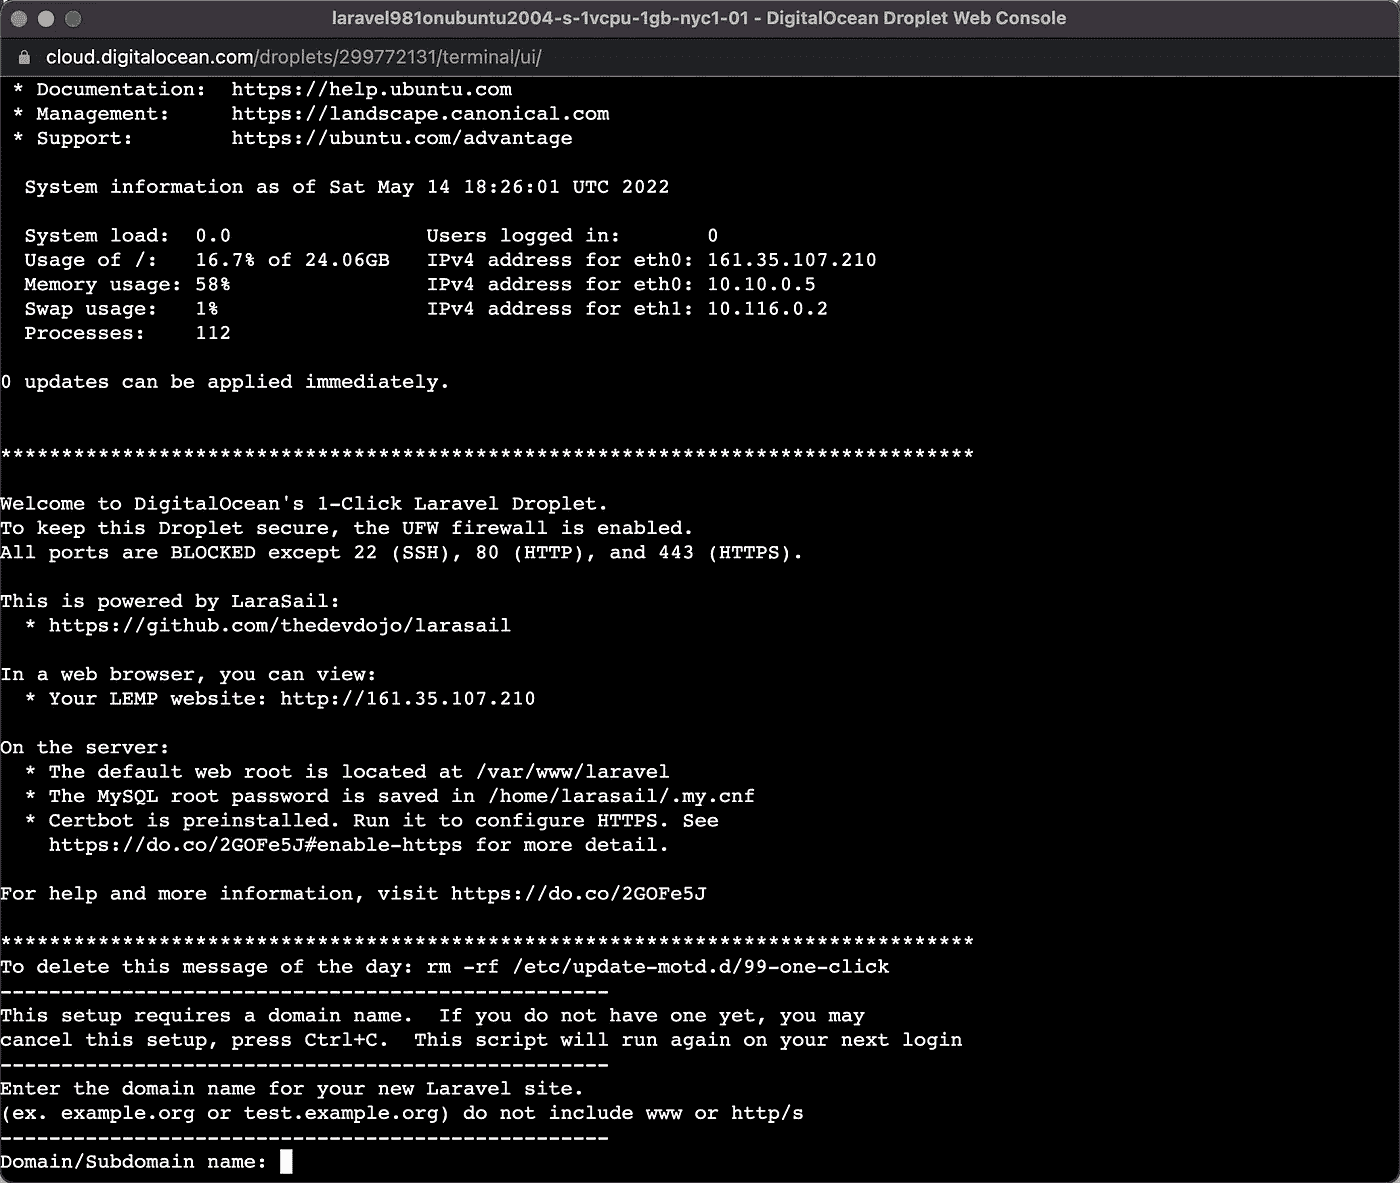 laravel981onubuntu2004-s-1vcpu-1gb-nyc1-01 - DigitalOcean Droplet Web Console
cloud.digitalocean.com/droplets/299772131/terminal/ui/
* Documentation:  https://help.ubuntu.com
* Management:     https://landscape.canonical.com
* Support:        https://ubuntu.com/advantage
System information as of Sat May 14 18:26:01 UTC 2022
System load:  0.0                Users logged in:       0
Usage of /:   16.7% of 24.06GB   IPv4 address for eth0: 161.35.107.210
Memory usage: 58%                IPv4 address for eth0: 10.10.0.5
Swap usage:   1%                 IPv4 address for eth1: 10.116.0.2
Processes:    112
0 updates can be applied immediately.
********************************************************************************
Welcome to DigitalOcean's 1-Click Laravel Droplet.
To keep this Droplet secure, the UFW firewall is enabled.
All ports are BLOCKED except 22 (SSH), 80 (HTTP), and 443 (HTTPS).
This is powered by LaraSail:
* https://github.com/thedevdojo/larasail
In a web browser, you can view:
* Your LEMP website: http://161.35.107.210
On the server:
* The default web root is located at /var/www/laravel
* The MySQL root password is saved in /home/larasail/.my.cnf
* Certbot is preinstalled. Run it to configure HTTPS. See
https://do.co/2GOFe5J#enable-https for more detail.
For help and more information, visit https://do.co/2GOFe5J
********************************************************************************
To delete this message of the day: rm -rf /etc/update-motd.d/99-one-click
--------------------------------------------------
This setup requires a domain name.  If you do not have one yet, you may
cancel this setup, press Ctrl+C.  This script will run again on your next login
--------------------------------------------------
Enter the domain name for your new Laravel site.
(ex. example.org or test.example.org) do not include www or http/s
--------------------------------------------------
Domain/Subdomain name: